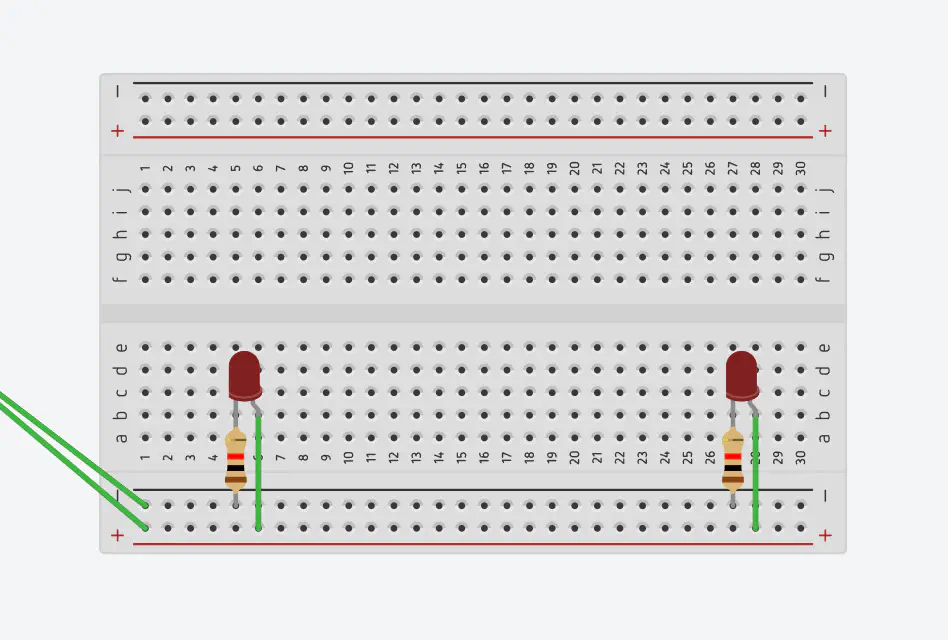 − −
+ +
1 2 3 4 5 6 7 8 9 10 11 12 13 14 15 16 17 18 19 20 21 22 23 24 25 26 27 28 29 30
j j
i i
h h
g g
f f
e e
d d
c c
b b
a a
1 2 3 4 5 7 8 9 10 11 12 13 14 15 16 17 18 19 20 21 22 23 24 25 26 27 29 30
− −
+ +